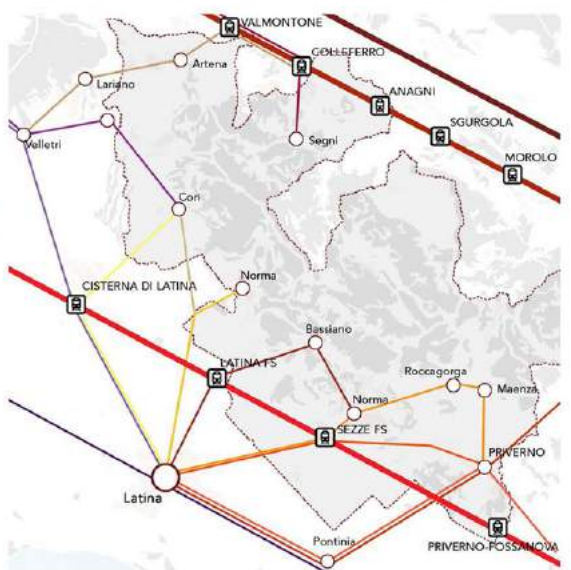 VALMONTONE
Artena
COLLEFERRO
Lariano
ANAGNI
SGURGOLA
Velletri
Segni
MOROLO
Cori
Norma
CISTERNA DI LATINA
Bassiano
LATINA FS
Roccagorga
Maenza
Norma
SEZZE FS
PRIVERNO
Latina
Pontinia
PRIVERNO-FOSSANOVA